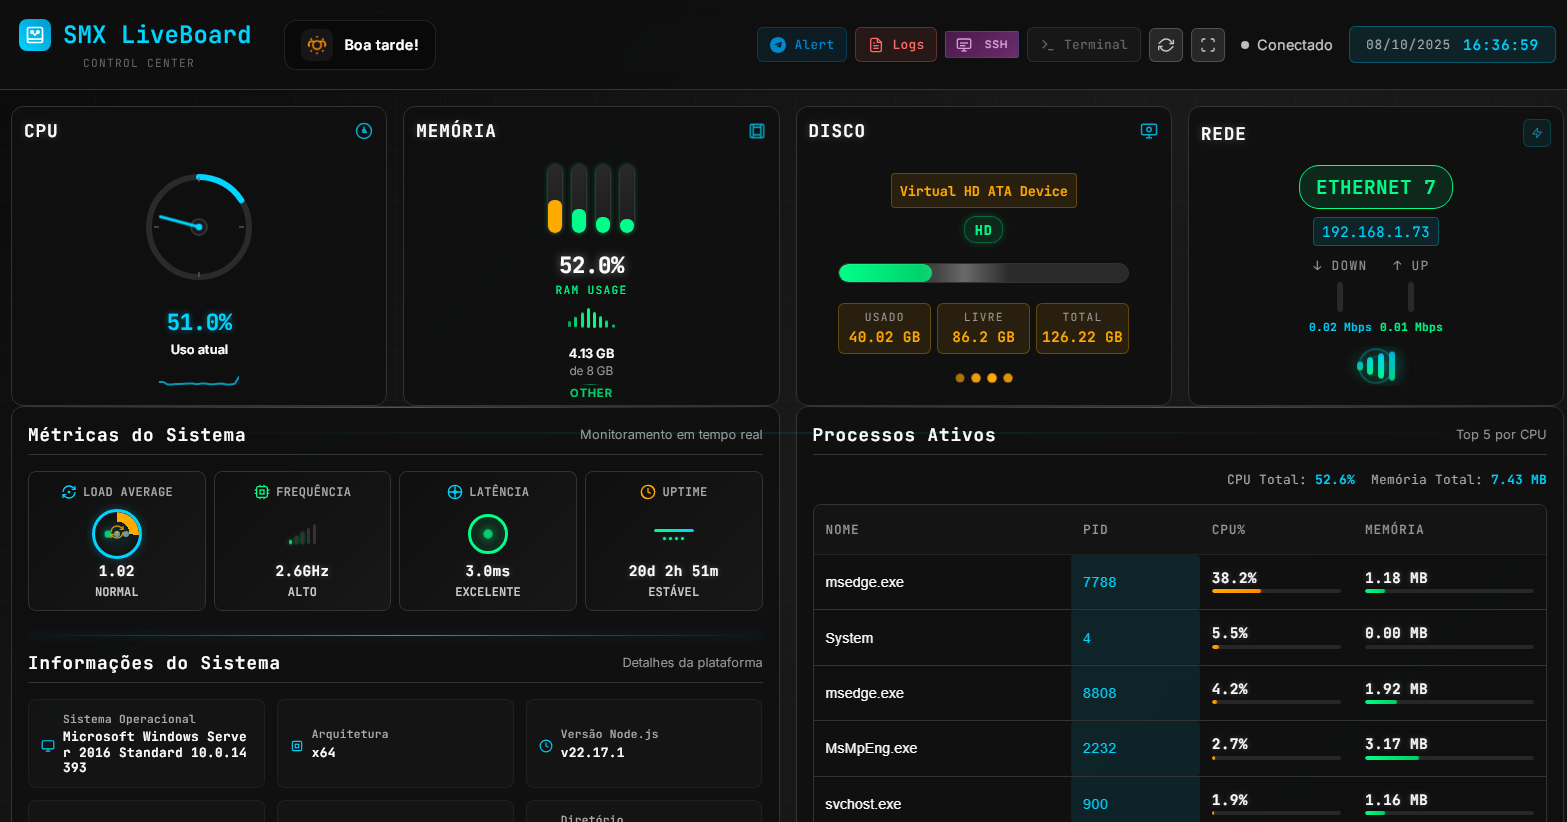 SMX LiveBoard
CONTROL CENTER
Boa tarde!
Alert
Logs
SSH
Terminal
Conectado
08/10/2025 16:36:59
CPU
51.0%
Uso atual
MEMÓRIA
52.0%
RAM USAGE
4.13 GB
de 8 GB
OTHER
DISCO
Virtual HD ATA Device
HD
USADO
40.02 GB
LIVRE
86.2 GB
TOTAL
126.22 GB
REDE
ETHERNET 7
192.168.1.73
↓ DOWN ↑ UP
0.02 Mbps 0.01 Mbps
Métricas do Sistema
Monitoramento em tempo real
LOAD AVERAGE
1.02
NORMAL
FREQUÊNCIA
2.6GHz
ALTO
LATÊNCIA
3.0ms
EXCELENTE
UPTIME
20d 2h 51m
ESTÁVEL
Informações do Sistema
Detalhes da plataforma
Sistema Operacional
Microsoft Windows Serve
r 2016 Standard 10.0.14
393
Arquitetura
x64
Versão Node.js
v22.17.1
Diretório
Processos Ativos
Top 5 por CPU
CPU Total: 52.6% Memória Total: 7.43 MB
NOME PID CPU% MEMÓRIA
msedge.exe 7788 38.2% 1.18 MB
System 4 5.5% 0.00 MB
msedge.exe 8808 4.2% 1.92 MB
MsMpEng.exe 2232 2.7% 3.17 MB
svchost.exe 900 1.9% 1.16 MB